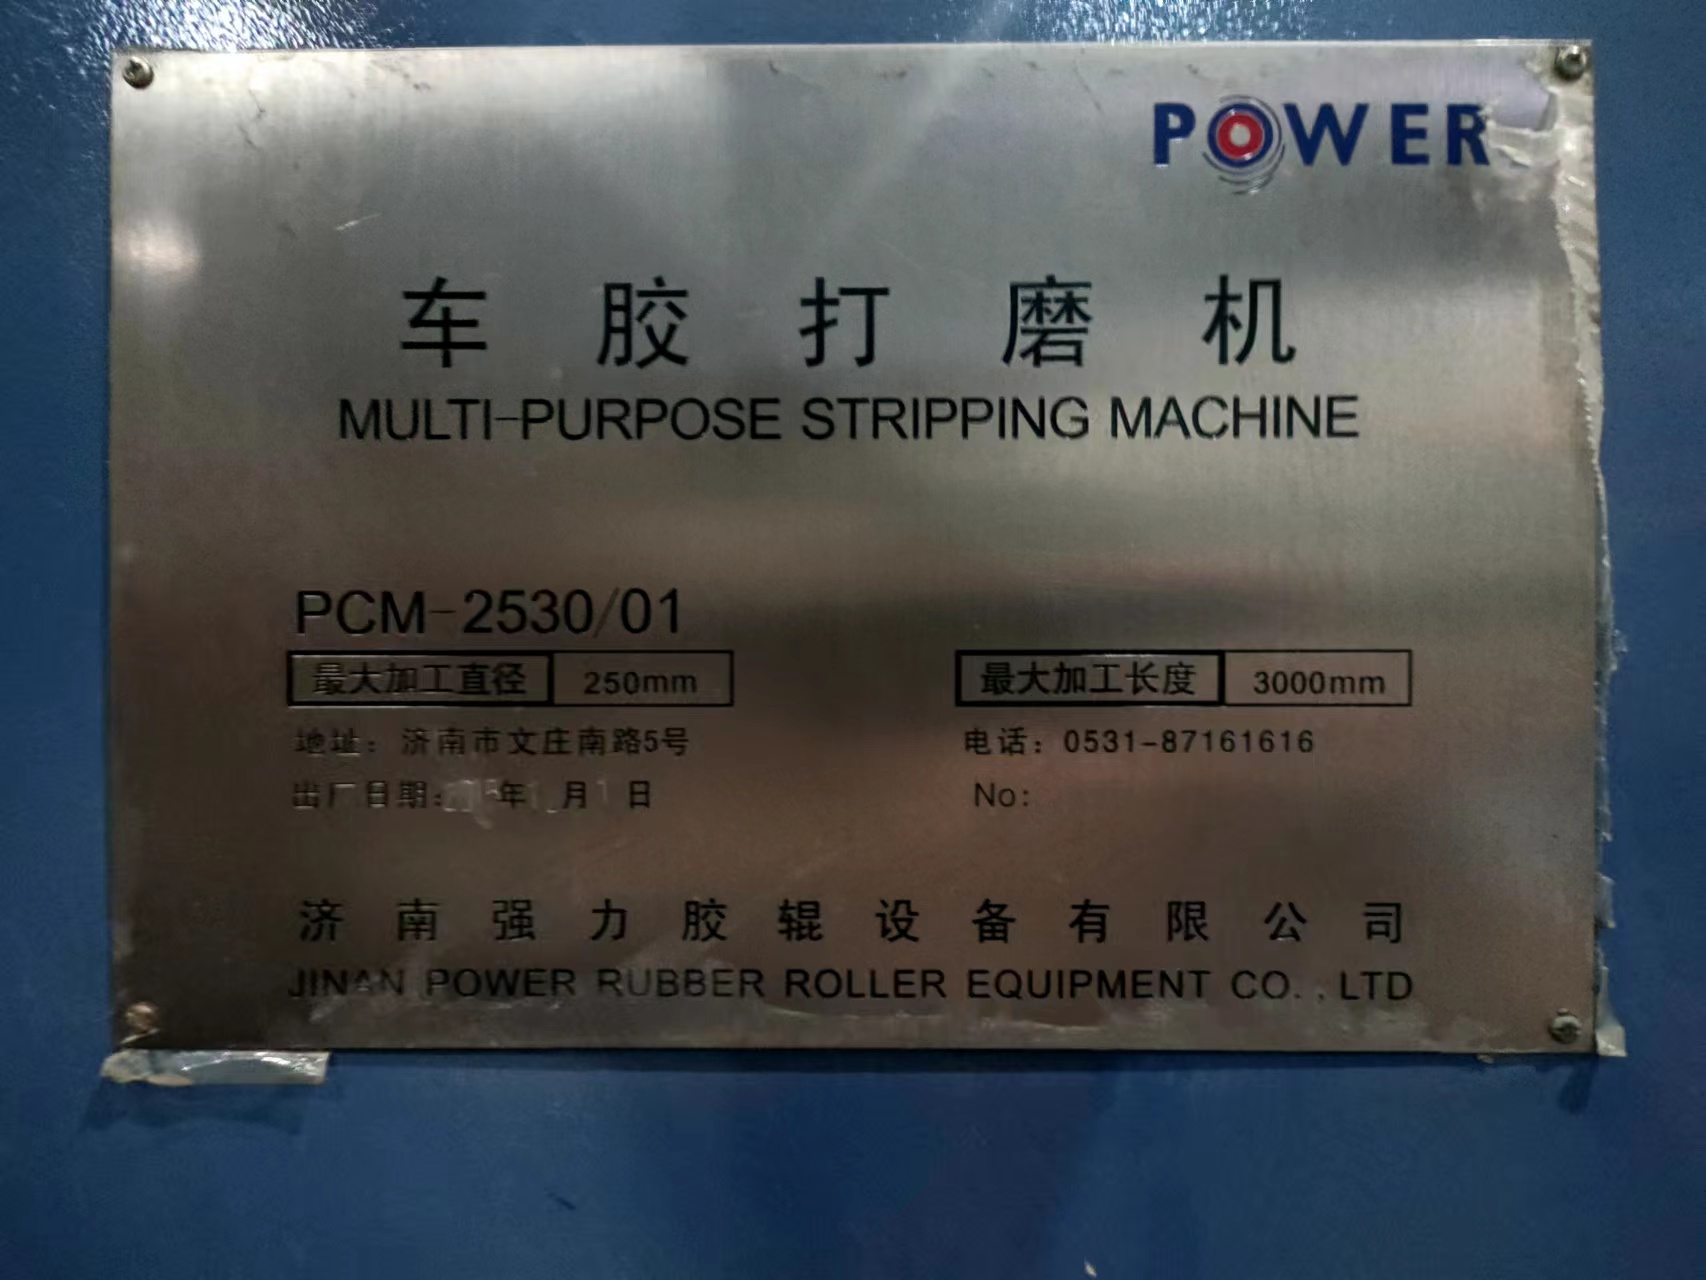 POWER
车胶打磨机
MULTI-PURPOSE STRIPPING MACHINE
PCM-2530/01
最大加工直径 250mm 最大加工长度 3000mm
地址：济南市文庄南路5号 电话：0531-87161616
出厂日期： 年 月 日 No:
济南强力胶辊设备有限公司
JINAN POWER RUBBER ROLLER EQUIPMENT CO.,LTD